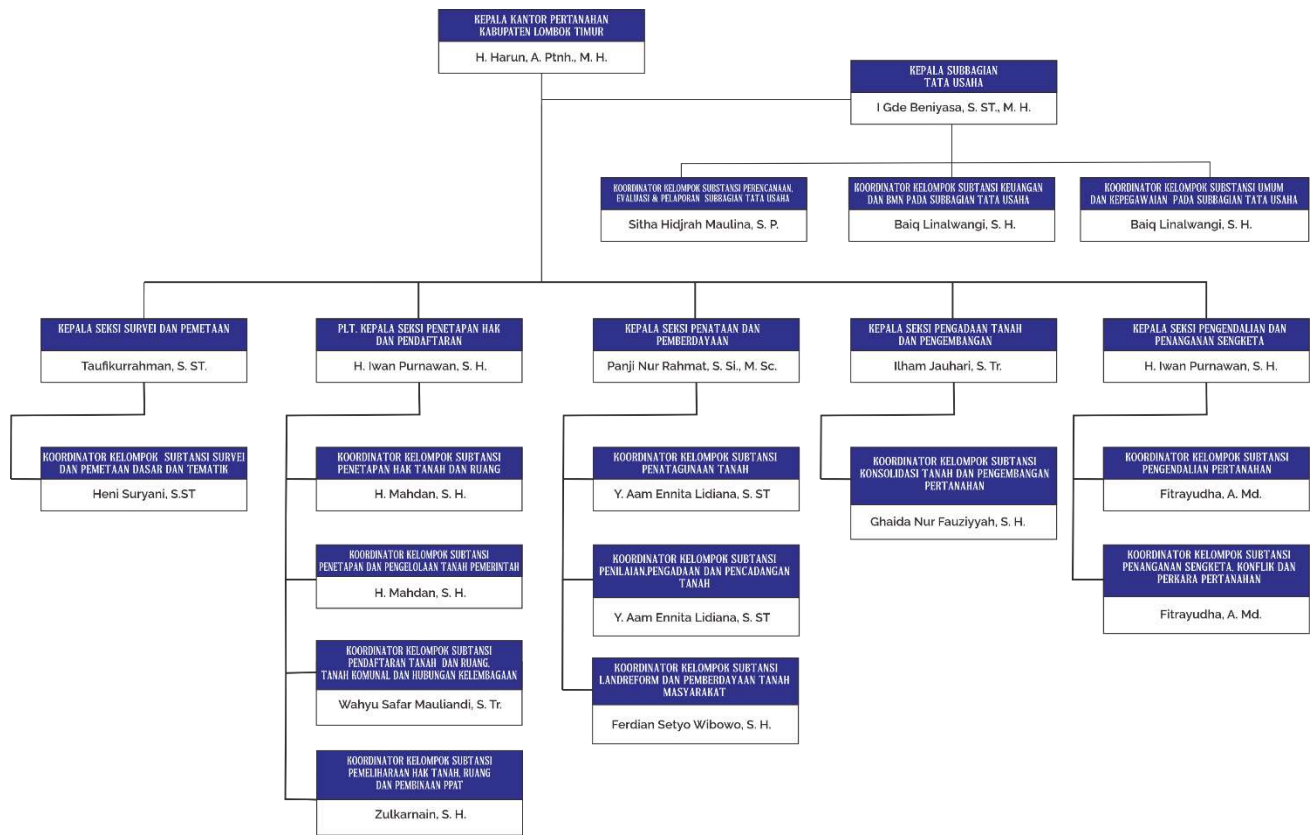 KEPALA KANTOR PERTANAHAN
KABUPATEN LOMBOK TIMUR
H. Harun, A. Ptnh., M. H.
KEPALA SUBBAGIAN
TATA USAHA
I Gde Beniyasa, S. ST., M. H.
KOORDINATOR KELOMPOK SUBSTANSI PERENCANAAN,
EVALUASI & PELAPORAN SUBBAGIAN TATA USAHA
Sitha Hidjrah Maulina, S. P.
KOORDINATOR KELOMPOK SUBTANSI KEUANGAN
DAN BMN PADA SUBBAGIAN TATA USAHA
Baiq Linalwangi, S. H.
KOORDINATOR KELOMPOK SUBSTANSI UMUM
DAN KEPEGAWAIAN PADA SUBBAGIAN TATA USAHA
Baiq Linalwangi, S. H.
KEPALA SEKSI SURVEI DAN PEMETAAN
Taufikurrahman, S. ST.
PLT. KEPALA SEKSI PENETAPAN HAK
DAN PENDAFTARAN
H. Iwan Purnawan, S. H.
KEPALA SEKSI PENATAAN DAN
PEMBERDAYAAN
Panji Nur Rahmat, S. Si., M. Sc.
KEPALA SEKSI PENGADAAN TANAH
DAN PENGEMBANGAN
Ilham Jauhari, S. Tr.
KEPALA SEKSI PENGENDALIAN DAN
PENANGANAN SENGKETA
H. Iwan Purnawan, S. H.
KOORDINATOR KELOMPOK SUBTANSI SURVEI
DAN PEMETAAN DASAR DAN TEMATIK
Heni Suryani, S.ST
KOORDINATOR KELOMPOK SUBTANSI
PENETAPAN HAK TANAH DAN RUANG
H. Mahdan, S. H.
KOORDINATOR KELOMPOK SUBTANSI
PENETAPAN DAN PENGELOLAAN TANAH PEMERINTAH
H. Mahdan, S. H.
KOORDINATOR KELOMPOK SUBTANSI
PENDAFTARAN TANAH DAN RUANG,
TANAH KOMUNAL DAN HUBUNGAN KELEMBAGAAN
Wahyu Safar Mauliandi, S. Tr.
KOORDINATOR KELOMPOK SUBTANSI
PEMELIHARAAN HAK TANAH, RUANG
DAN PEMBINAAN PPAT
Zulkarnain, S. H.
KOORDINATOR KELOMPOK SUBTANSI
PENATAGUNAAN TANAH
Y. Aam Ennita Lidiana, S. ST
KOORDINATOR KELOMPOK SUBTANSI
PENILAIAN,PENGADAAN DAN PENCADANGAN
TANAH
Y. Aam Ennita Lidiana, S. ST
KOORDINATOR KELOMPOK SUBTANSI
LANDREFORM DAN PEMBERDAYAAN TANAH
MASYARAKAT
Ferdian Setyo Wibowo, S. H.
KOORDINATOR KELOMPOK SUBTANSI
KONSOLIDASI TANAH DAN PENGEMBANGAN
PERTANAHAN
Ghaida Nur Fauziyyah, S. H.
KOORDINATOR KELOMPOK SUBTANSI
PENGENDALIAN PERTANAHAN
Fitrayudha, A. Md.
KOORDINATOR KELOMPOK SUBTANSI
PENANGANAN SENGKETA, KONFLIK DAN
PERKARA PERTANAHAN
Fitrayudha, A. Md.